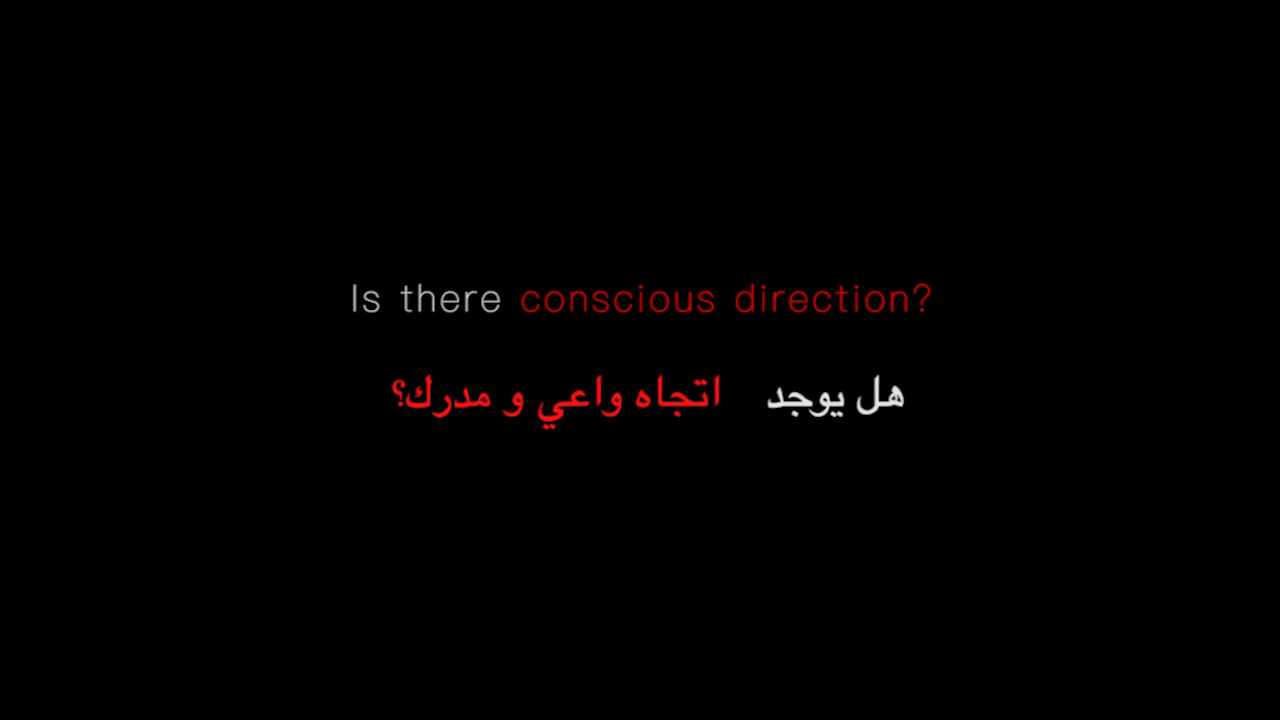 Is there conscious direction?
هل يوجد اتجاه واعي و مدرك؟